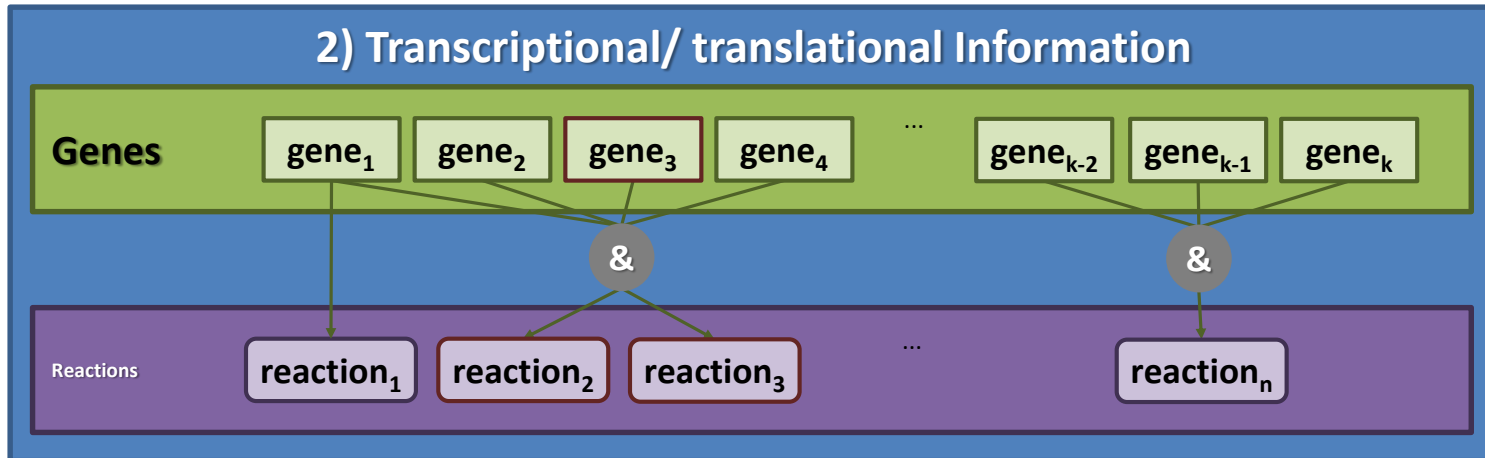 2) Transcriptional/ translational Information
Genes gene₁ gene₂ gene₃ gene₄ ... geneₖ₋₂ geneₖ₋₁ geneₖ
& &
Reactions reaction₁ reaction₂ reaction₃ ... reactionₙ